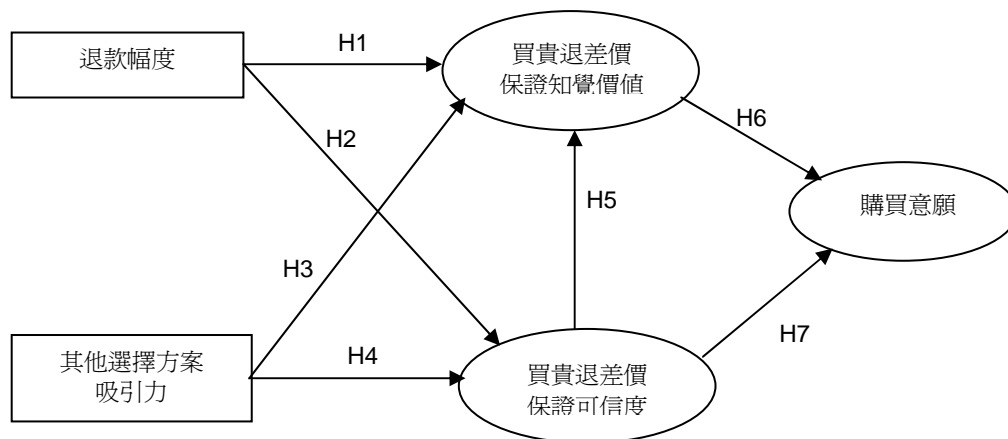 退款幅度
H1
買貴退差價
保證知覺價值
H2
H6
H5
購買意願
H3
其他選擇方案
吸引力
H4
買貴退差價
保證可信度
H7